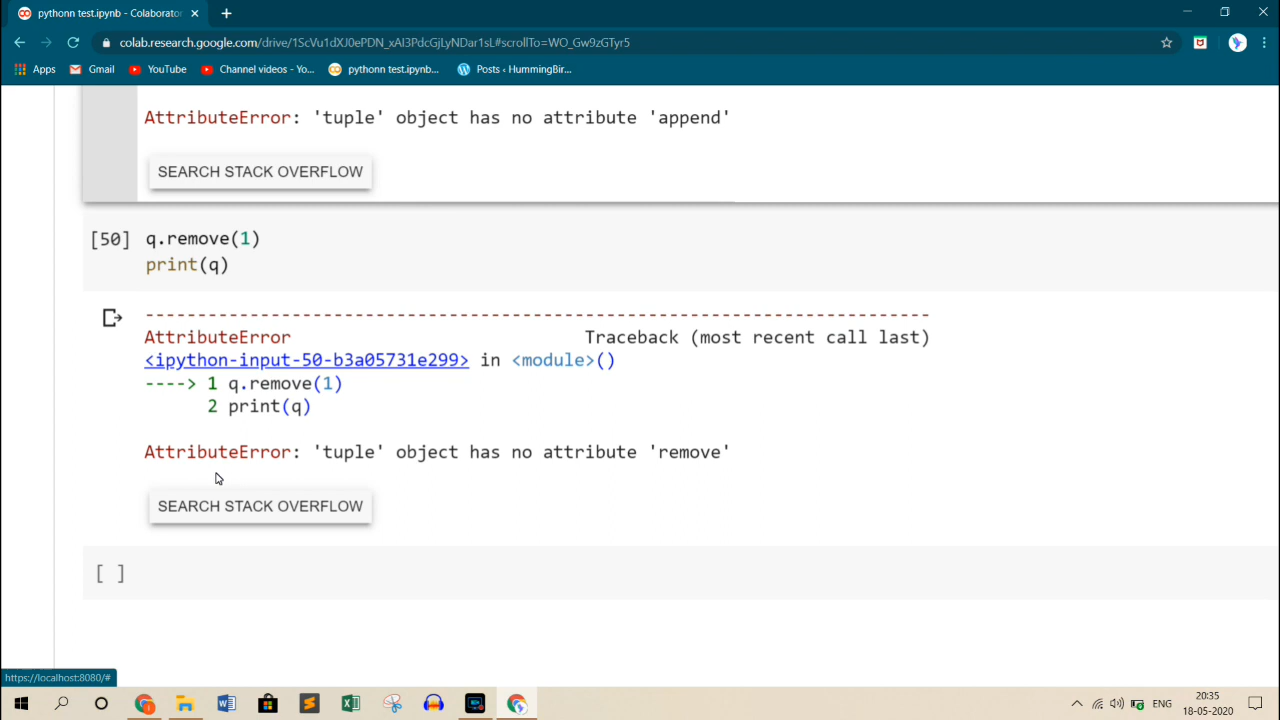 pythonn test.ipynb - Colaborator
colab.research.google.com/drive/1ScVu1dXJ0ePDN_xAI3PdcGjLyNDar1sL#scrollTo=WO_Gw9zGTyr5
Apps Gmail YouTube Channel videos - Yo... pythonn test.ipynb... Posts ‹ HummingBir...
AttributeError: 'tuple' object has no attribute 'append'
SEARCH STACK OVERFLOW
[50] q.remove(1)
print(q)
---------------------------------------------------------------------------
AttributeError Traceback (most recent call last)
<ipython-input-50-b3a05731e299> in <module>()
----> 1 q.remove(1)
2 print(q)
AttributeError: 'tuple' object has no attribute 'remove'
SEARCH STACK OVERFLOW
[ ]
https://localhost:8080/#
ENG
20:35
18-05-2020